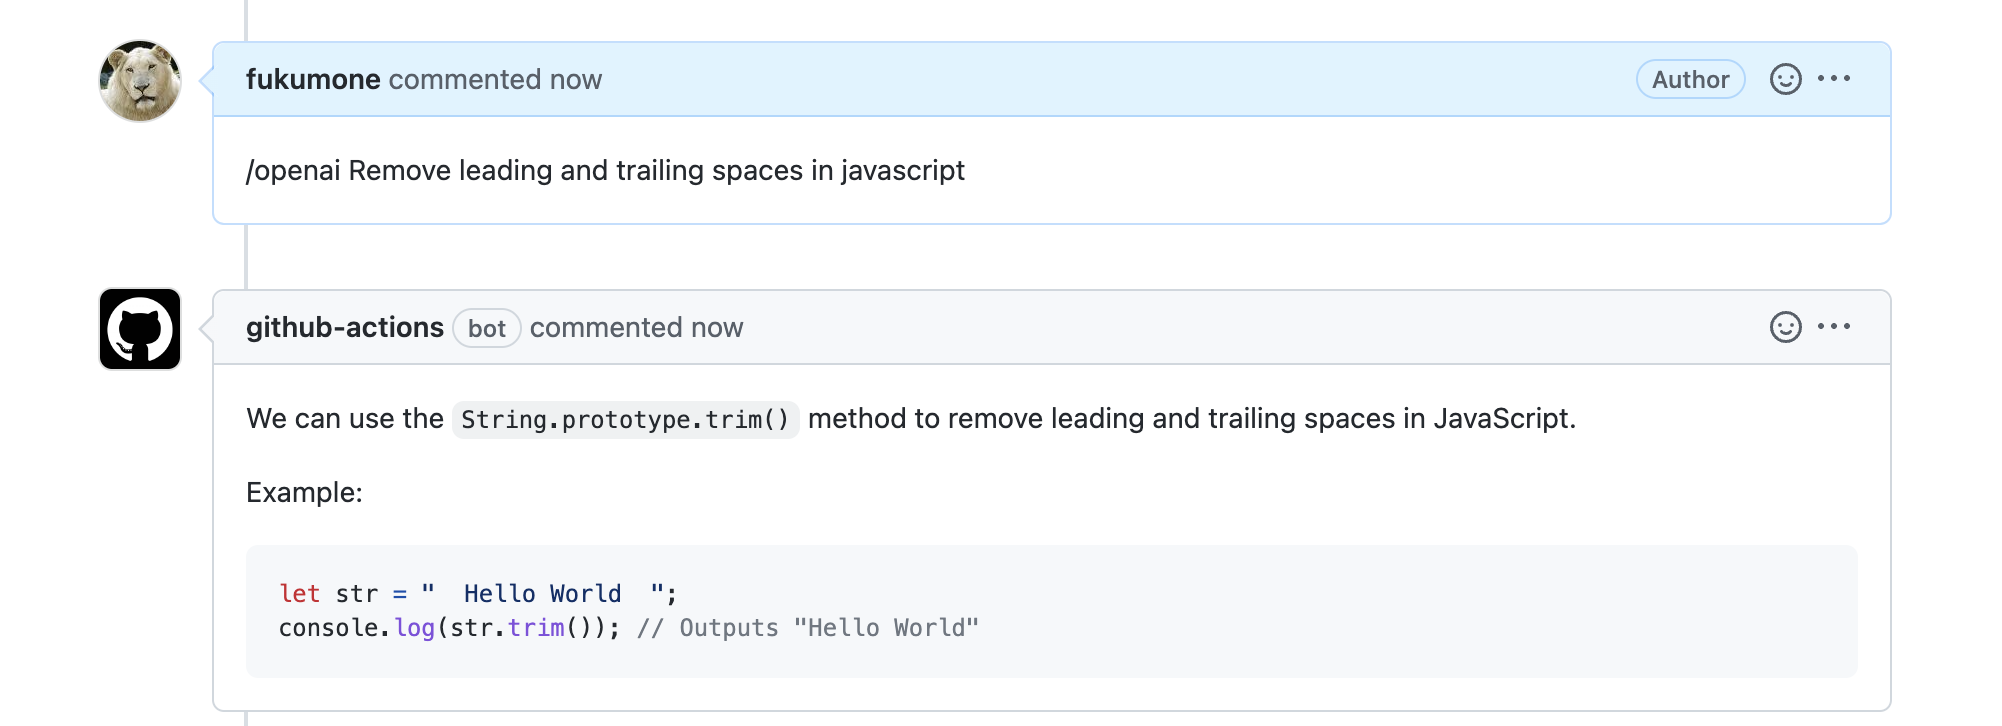 fukumone commented now Author
/openai Remove leading and trailing spaces in javascript
github-actions bot commented now
We can use the String.prototype.trim() method to remove leading and trailing spaces in JavaScript.
Example:
let str = "  Hello World  ";
console.log(str.trim()); // Outputs "Hello World"